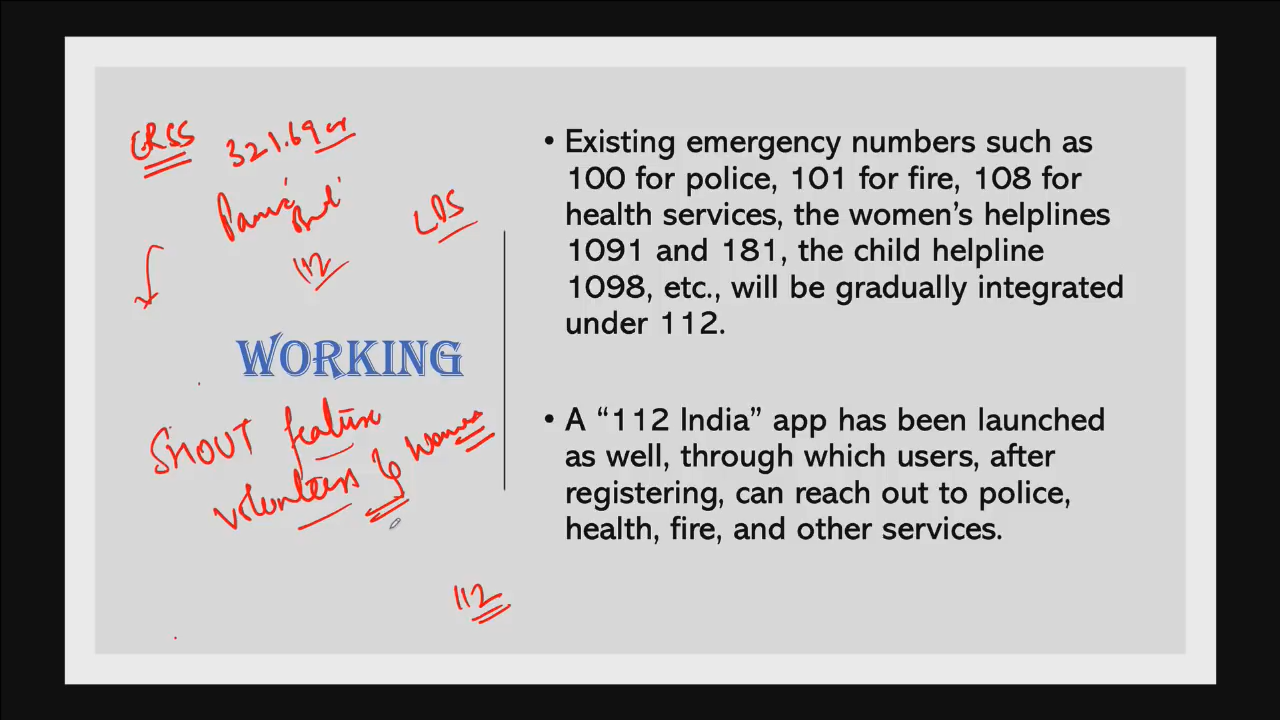 ERSS 321.69 cr
Panic
LBS
112
WORKING
SHOUT feature
volunteers & women
112
• Existing emergency numbers such as
100 for police, 101 for fire, 108 for
health services, the women's helplines
1091 and 181, the child helpline
1098, etc., will be gradually integrated
under 112.
• A “112 India” app has been launched
as well, through which users, after
registering, can reach out to police,
health, fire, and other services.